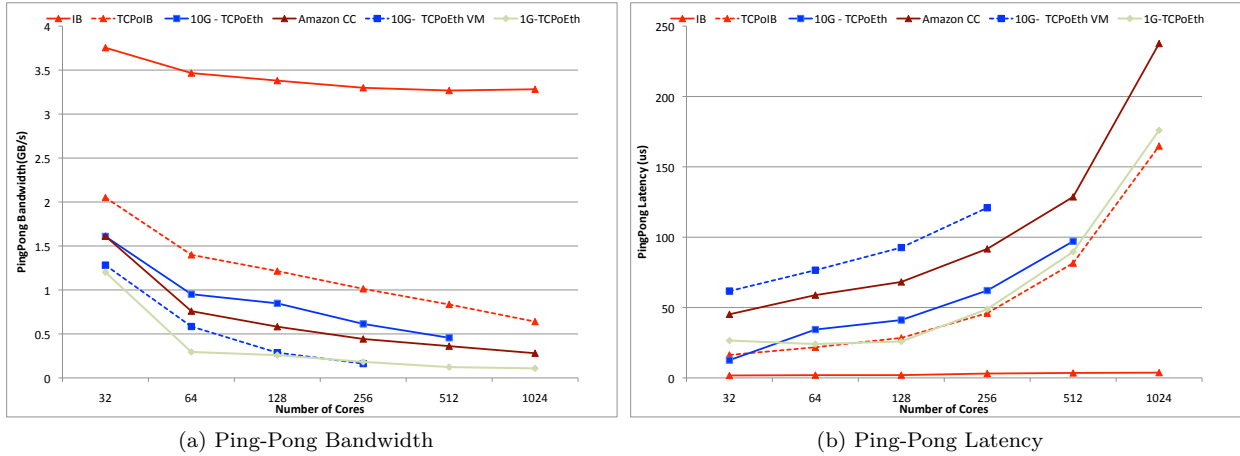 IB TCPoIB 10G - TCPoEth Amazon CC 10G- TCPoEth VM 1G-TCPoEth
4
3.5
3
2.5
2
1.5
1
0.5
0
PingPong Bandwidth(GB/s)
32 64 128 256 512 1024
Number of Cores
(a) Ping-Pong Bandwidth
IB TCPoIB 10G - TCPoEth Amazon CC 10G- TCPoEth VM 1G-TCPoEth
250
200
150
100
50
0
PingPong Latency (us)
32 64 128 256 512 1024
Number of Cores
(b) Ping-Pong Latency